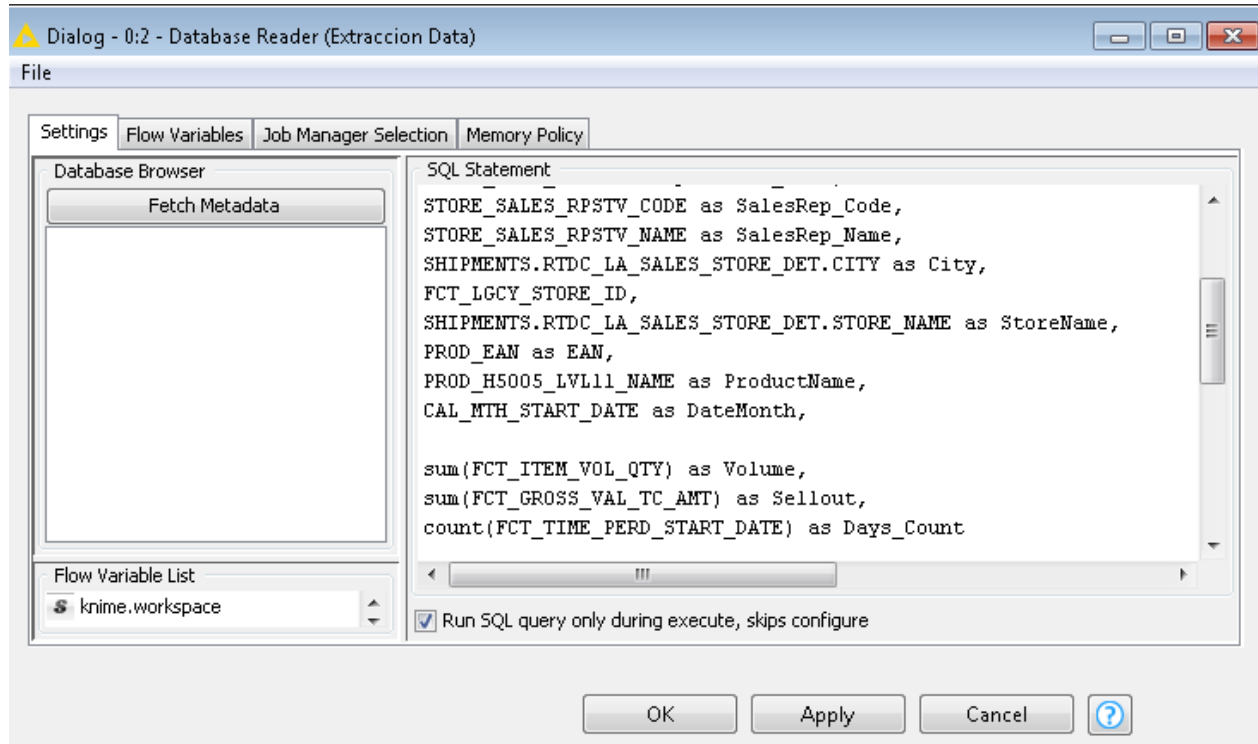 Dialog - 0:2 - Database Reader (Extraccion Data)
File
Settings Flow Variables Job Manager Selection Memory Policy
Database Browser
Fetch Metadata
SQL Statement
STORE_SALES_RPSTV_CODE as SalesRep_Code,
STORE_SALES_RPSTV_NAME as SalesRep_Name,
SHIPMENTS.RTDC_LA_SALES_STORE_DET.CITY as City,
FCT_LGCY_STORE_ID,
SHIPMENTS.RTDC_LA_SALES_STORE_DET.STORE_NAME as StoreName,
PROD_EAN as EAN,
PROD_H5005_LVL11_NAME as ProductName,
CAL_MTH_START_DATE as DateMonth,
sum(FCT_ITEM_VOL_QTY) as Volume,
sum(FCT_GROSS_VAL_TC_AMT) as Sellout,
count(FCT_TIME_PERD_START_DATE) as Days_Count
Flow Variable List
s knime.workspace
Run SQL query only during execute, skips configure
OK Apply Cancel ?